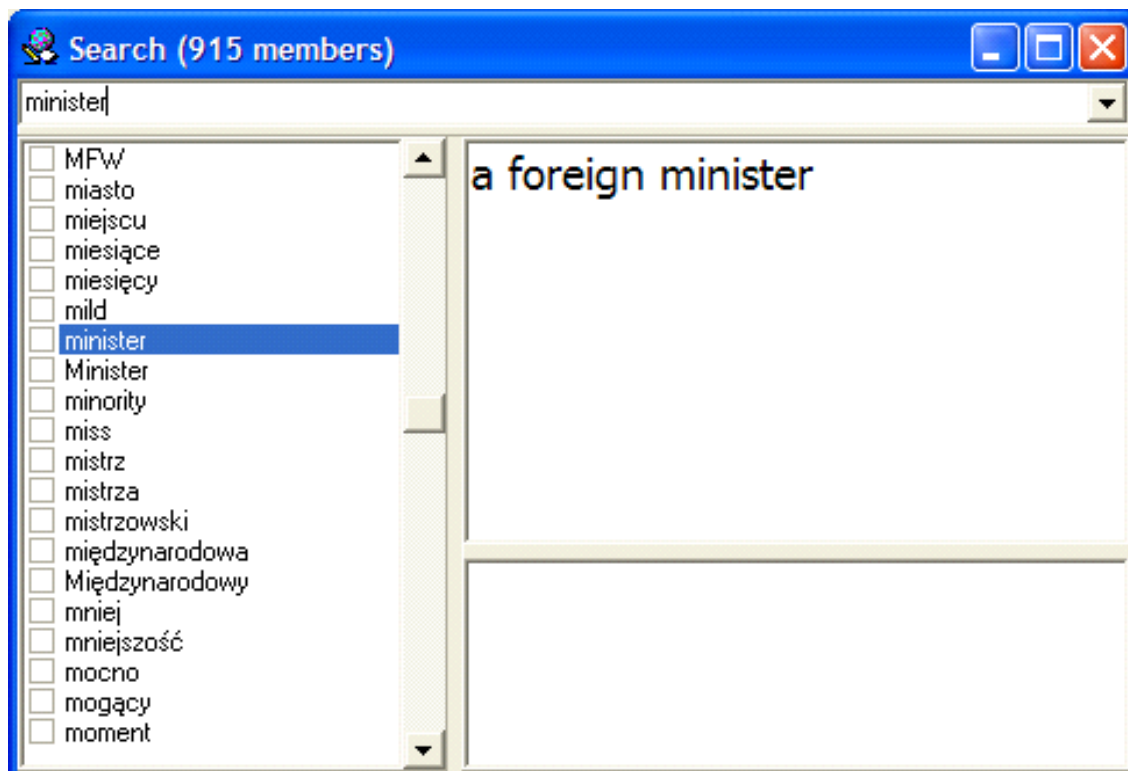 Search (915 members)
minister
MFW
miasto
miejscu
miesiące
miesięcy
mild
minister
Minister
minority
miss
mistrz
mistrza
mistrzowski
międzynarodowa
Międzynarodowy
mniej
mniejszość
mocno
mogący
moment
a foreign minister